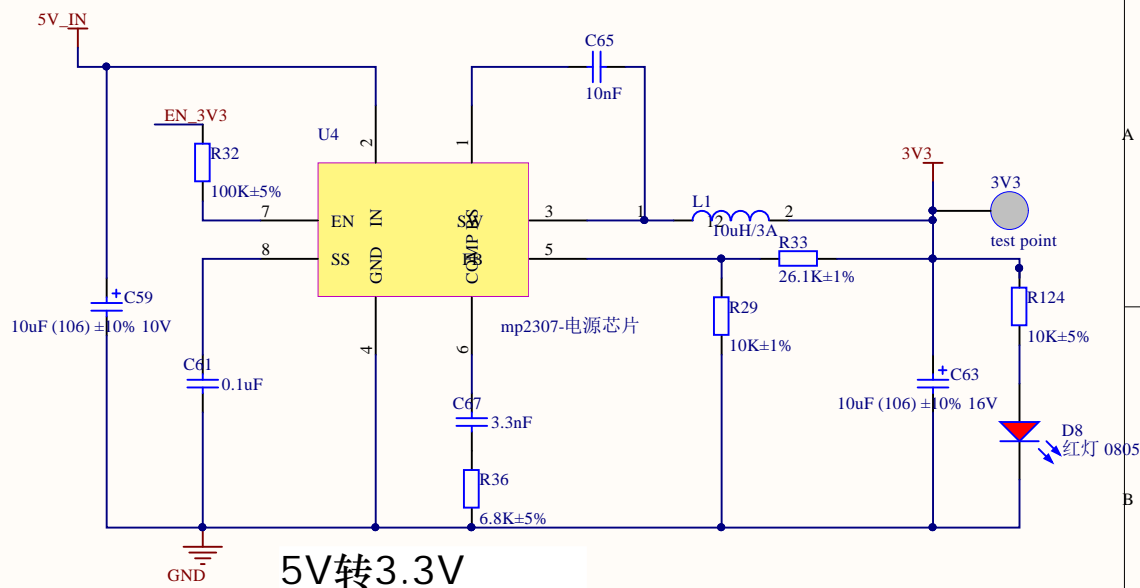 5V_IN
C65
10nF
EN_3V3
U4
2
1
A
R32
3V3
100K±5%
3V3
7
EN
IN
SW
BS
3
1
L1
1
2
2
10uH/3A
test point
8
SS
GND
COMP
FB
5
R33
26.1K±1%
C59
10uF (106) ±10% 10V
R29
mp2307-电源芯片
R124
10K±1%
10K±5%
4
6
C61
0.1uF
C63
10uF (106) ±10% 16V
C67
3.3nF
D8
红灯 0805
R36
6.8K±5%
B
GND
5V转3.3V